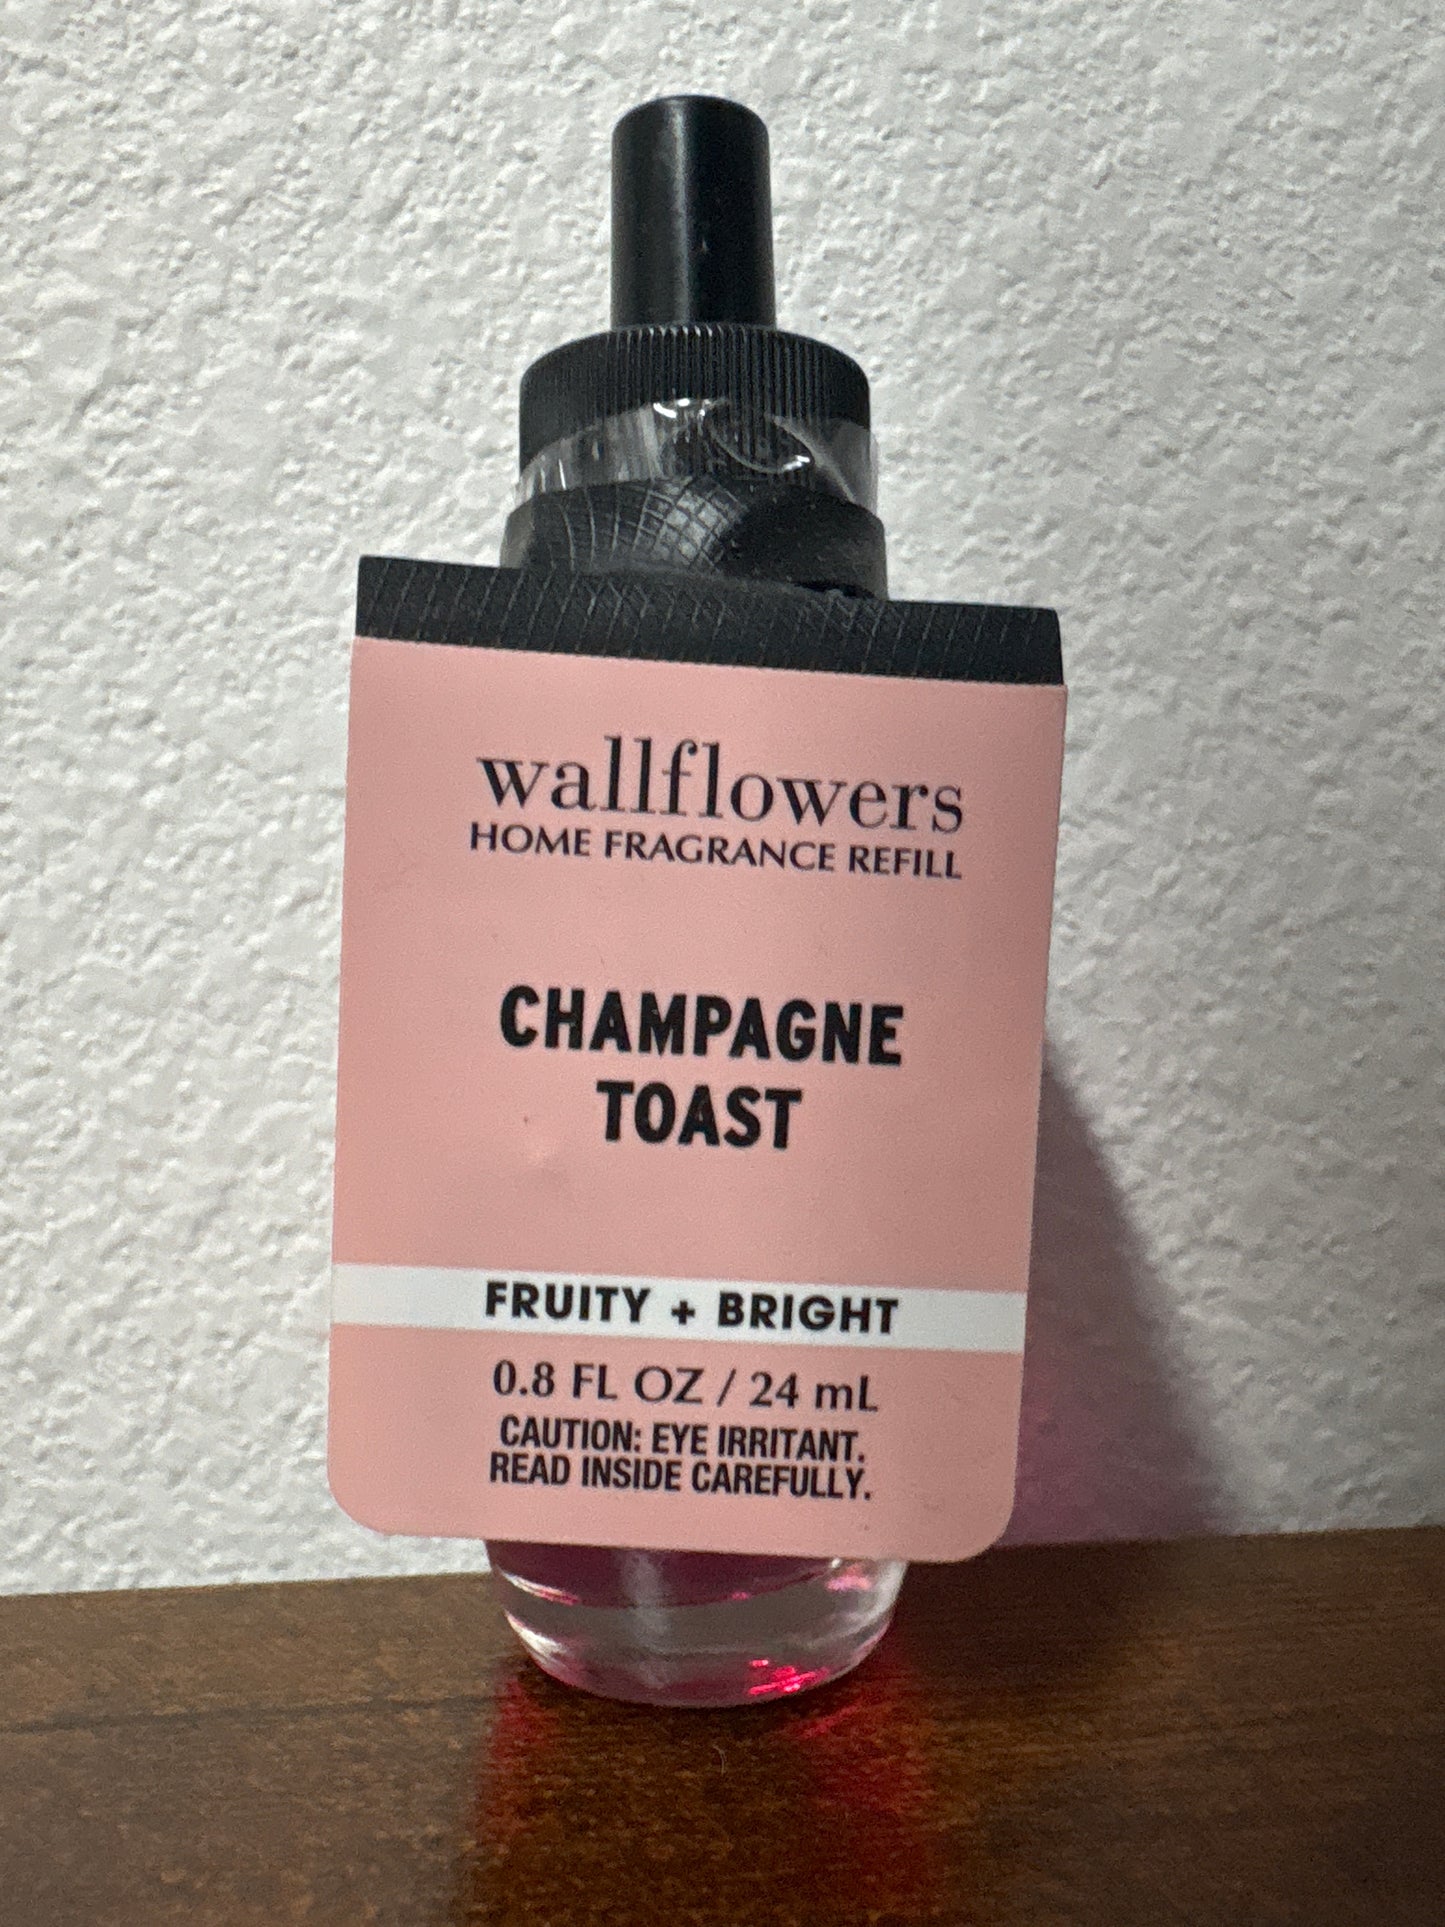 wallflowers
HOME FRAGRANCE REFILL
CHAMPAGNE
TOAST
FRUITY + BRIGHT
0.8 FL OZ / 24 mL
CAUTION: EYE IRRITANT.
READ INSIDE CAREFULLY.